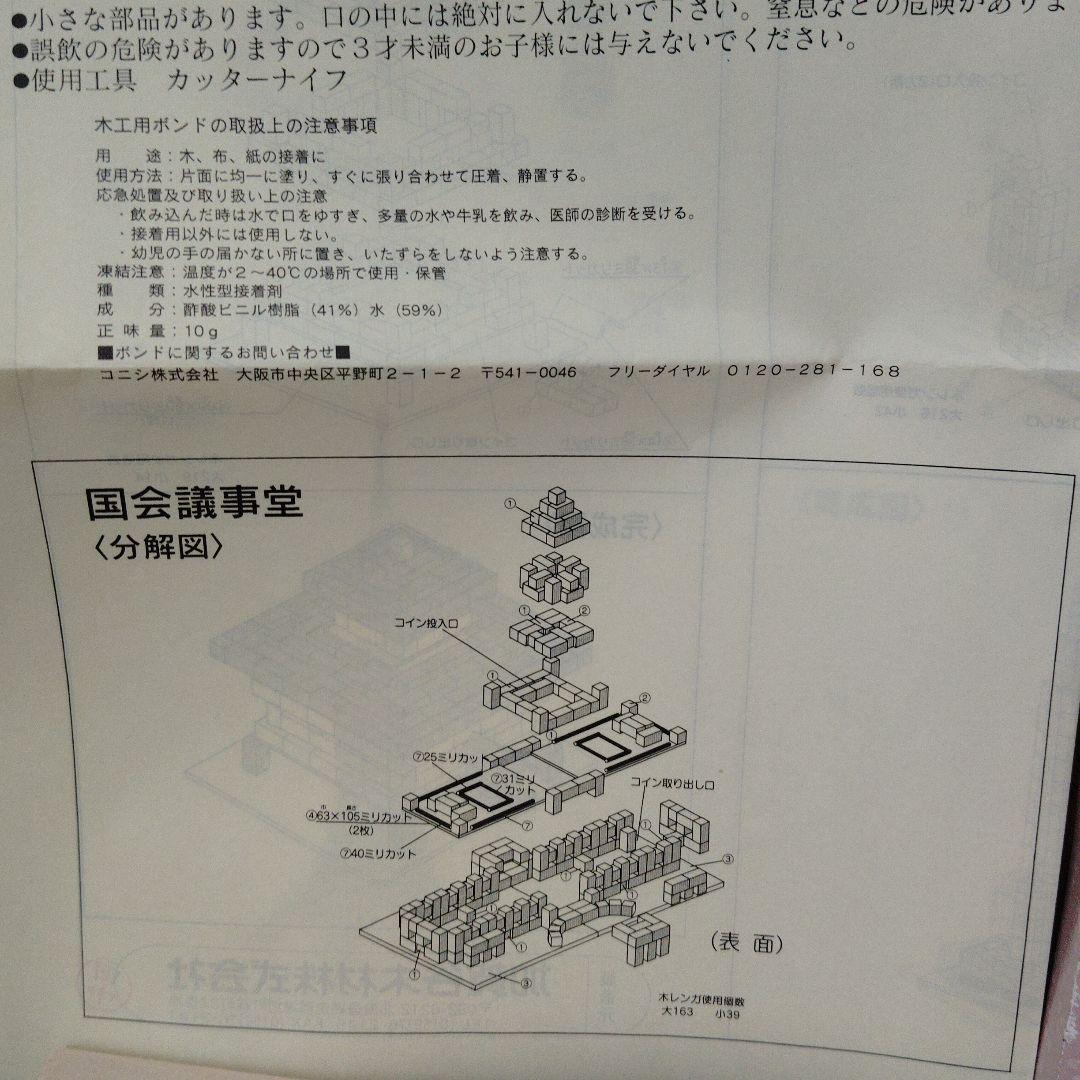 ●小さな部品があります。口の中には絶対に入れないで下さい。窒息などの危険がありま
●誤飲の危険がありますので３才未満のお子様には与えないでください。
●使用工具　カッターナイフ
木工用ボンドの取扱上の注意事項
用　　途：木、布、紙の接着に
使用方法：片面に均一に塗り、すぐに張り合わせて圧着、静置する。
応急処置及び取り扱い上の注意
・飲み込んだ時は水で口をゆすぎ、多量の水や牛乳を飲み、医師の診断を受ける。
・接着用以外には使用しない。
・幼児の手の届かない所に置き、いたずらをしないよう注意する。
凍結注意：温度が２～40℃の場所で使用・保管
種　　類：水性型接着剤
成　　分：酢酸ビニル樹脂（41%）水（59%）
正 味 量：10ｇ
■ボンドに関するお問い合わせ■
コニシ株式会社　大阪市中央区平野町２－１－２　〒541-0046　フリーダイヤル　0120-281-168
国会議事堂
〈分解図〉
①
①
②
コイン投入口
①
②
①
⑦25ミリカット
⑦31ミリ
カット
コイン取り出し口
巾 長さ
④63×105ミリカット
(2枚)
⑦
①
⑦40ミリカット
③
①
①
①
①
①
③
(表 面)
木レンガ使用個数
大163　小39